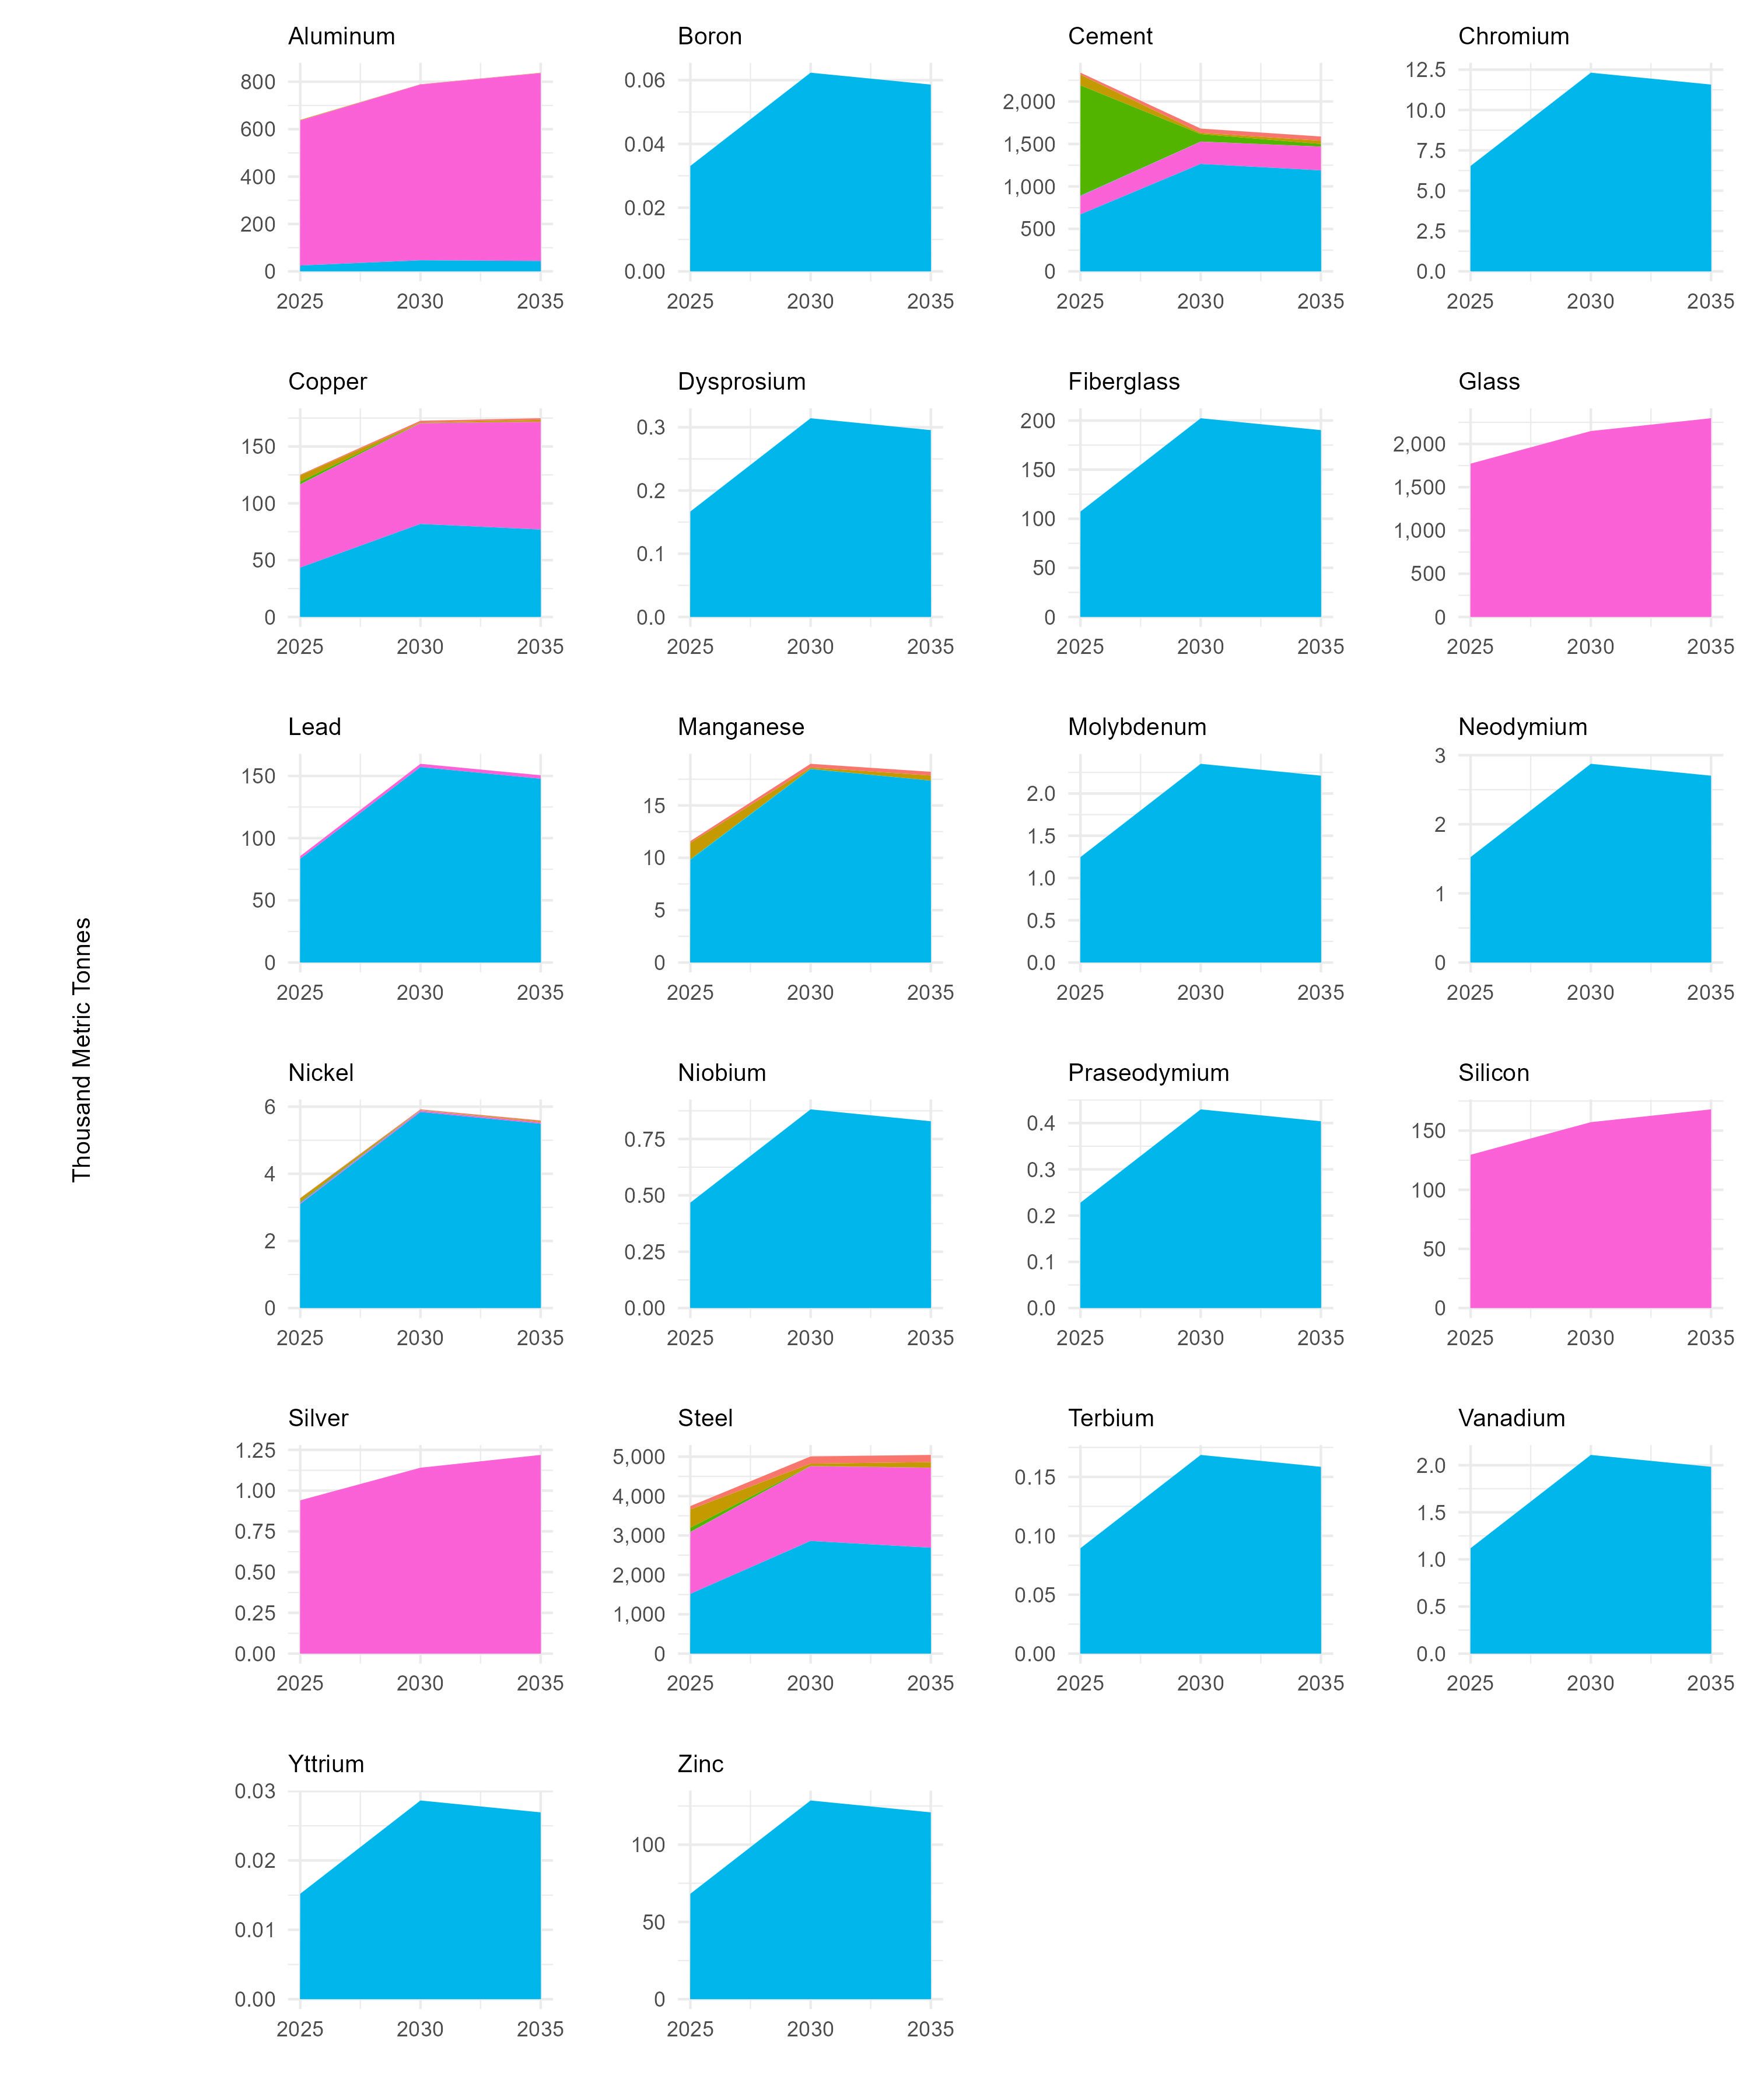 Aluminum
800
600
400
200
0
2025 2030 2035
Boron
0.06
0.04
0.02
0.00
2025 2030 2035
Cement
2,000
1,500
1,000
500
0
2025 2030 2035
Chromium
12.5
10.0
7.5
5.0
2.5
0.0
2025 2030 2035
Copper
150
100
50
0
2025 2030 2035
Dysprosium
0.3
0.2
0.1
0.0
2025 2030 2035
Fiberglass
200
150
100
50
0
2025 2030 2035
Glass
2,000
1,500
1,000
500
0
2025 2030 2035
Thousand Metric Tonnes
Lead
150
100
50
0
2025 2030 2035
Manganese
15
10
5
0
2025 2030 2035
Molybdenum
2.0
1.5
1.0
0.5
0.0
2025 2030 2035
Neodymium
3
2
1
0
2025 2030 2035
Nickel
6
4
2
0
2025 2030 2035
Niobium
0.75
0.50
0.25
0.00
2025 2030 2035
Praseodymium
0.4
0.3
0.2
0.1
0.0
2025 2030 2035
Silicon
150
100
50
0
2025 2030 2035
Silver
1.25
1.00
0.75
0.50
0.25
0.00
2025 2030 2035
Steel
5,000
4,000
3,000
2,000
1,000
0
2025 2030 2035
Terbium
0.15
0.10
0.05
0.00
2025 2030 2035
Vanadium
2.0
1.5
1.0
0.5
0.0
2025 2030 2035
Yttrium
0.03
0.02
0.01
0.00
2025 2030 2035
Zinc
100
50
0
2025 2030 2035